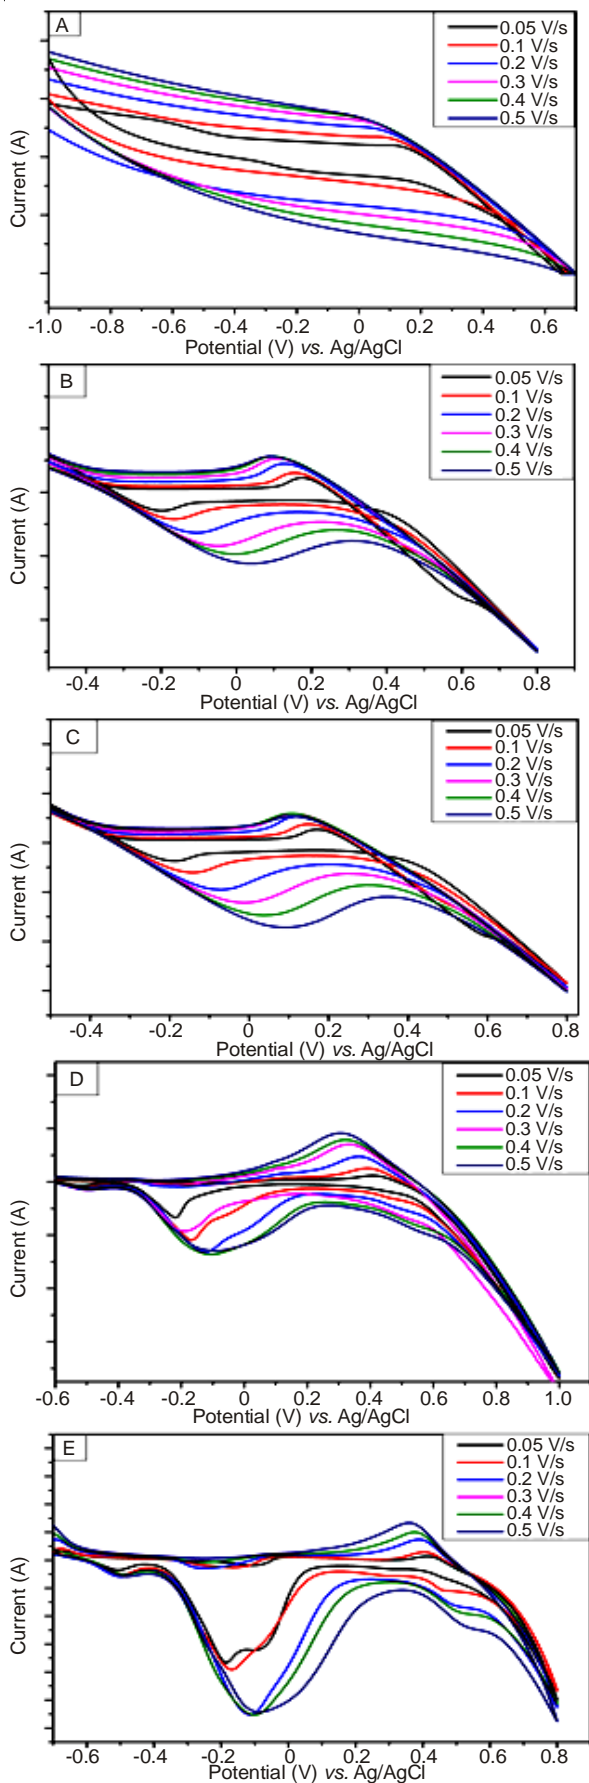 A
0.05 V/s
0.1 V/s
0.2 V/s
0.3 V/s
0.4 V/s
0.5 V/s
Current (A)
-1.0 -0.8 -0.6 -0.4 -0.2 0 0.2 0.4 0.6
Potential (V) vs. Ag/AgCl
B
0.05 V/s
0.1 V/s
0.2 V/s
0.3 V/s
0.4 V/s
0.5 V/s
Current (A)
-0.4 -0.2 0 0.2 0.4 0.6 0.8
Potential (V) vs. Ag/AgCl
C
0.05 V/s
0.1 V/s
0.2 V/s
0.3 V/s
0.4 V/s
0.5 V/s
Current (A)
-0.4 -0.2 0 0.2 0.4 0.6 0.8
Potential (V) vs. Ag/AgCl
D
0.05 V/s
0.1 V/s
0.2 V/s
0.3 V/s
0.4 V/s
0.5 V/s
Current (A)
-0.6 -0.4 -0.2 0 0.2 0.4 0.6 0.8 1.0
Potential (V) vs. Ag/AgCl
E
0.05 V/s
0.1 V/s
0.2 V/s
0.3 V/s
0.4 V/s
0.5 V/s
Current (A)
-0.6 -0.4 -0.2 0 0.2 0.4 0.6 0.8
Potential (V) vs. Ag/AgCl